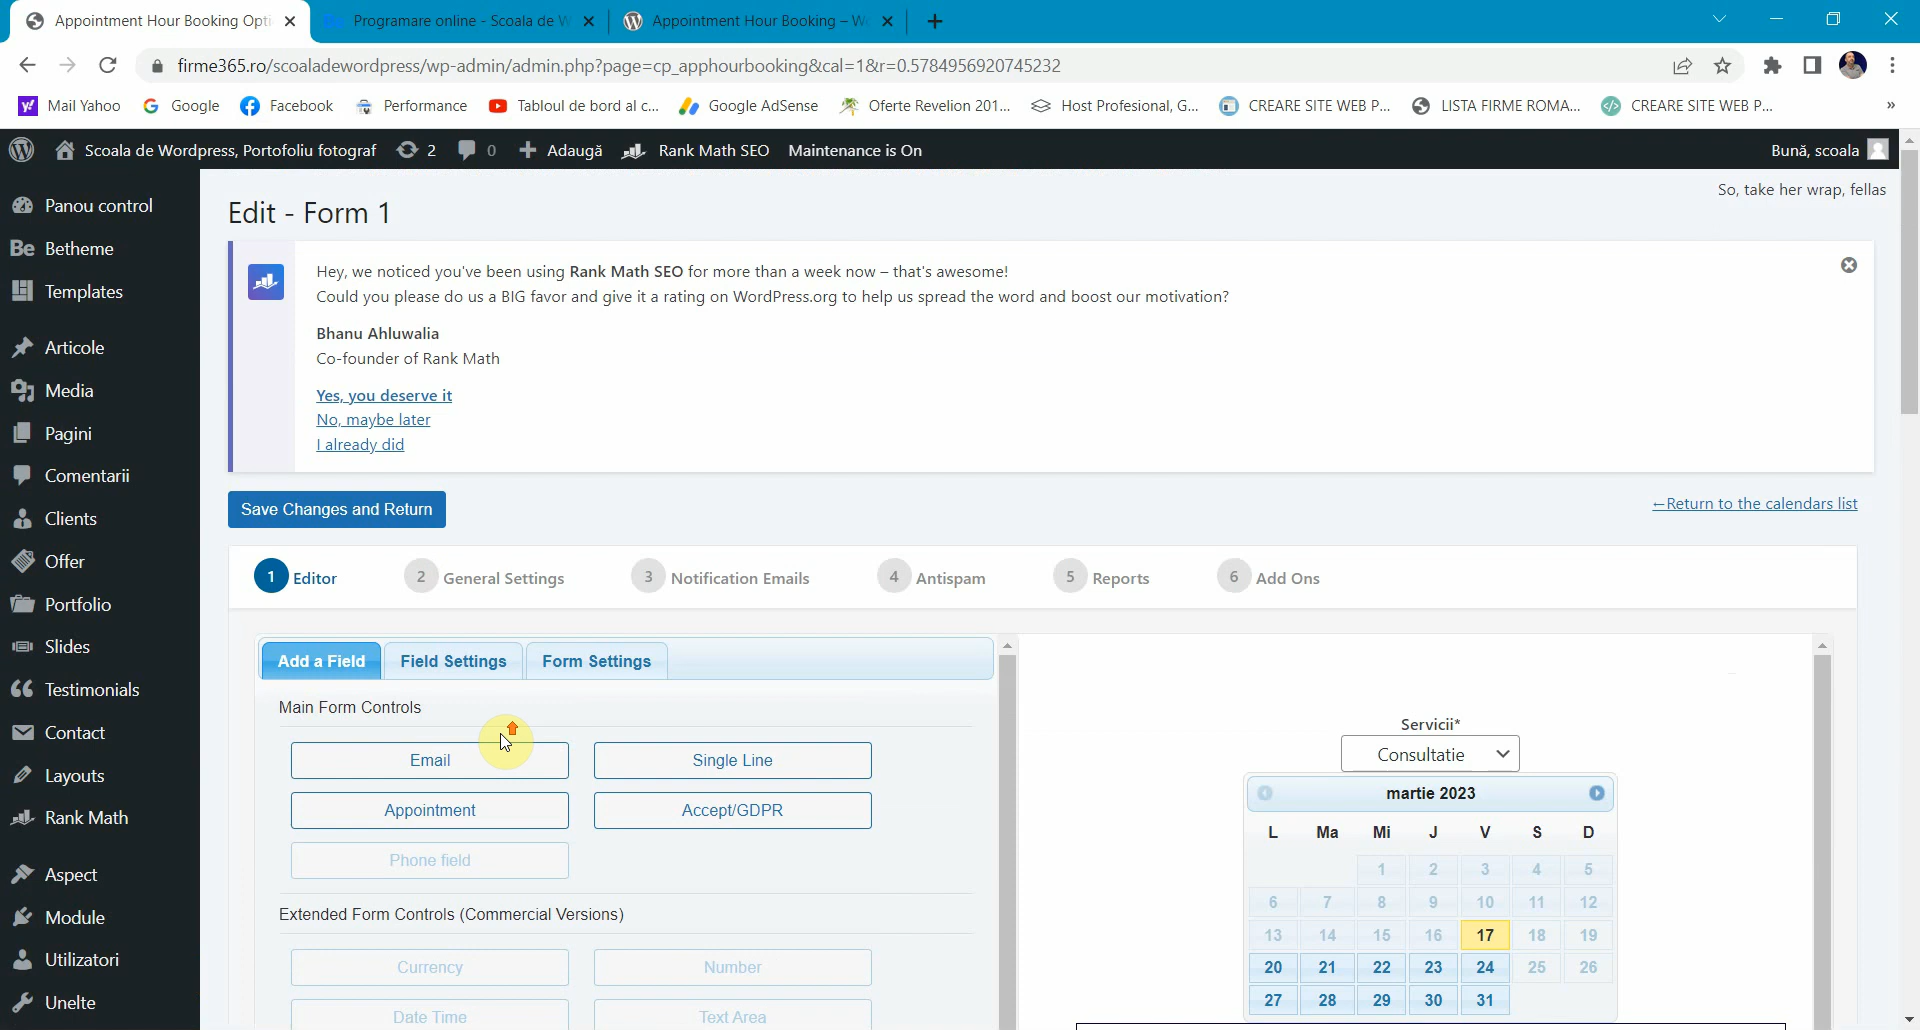 Appointment Hour Booking Opti
Programare online - Scoala de W
Appointment Hour Booking – W
firme365.ro/scoaladewordpress/wp-admin/admin.php?page=cp_apphourbooking&cal=1&r=0.5784956920745232
Mail Yahoo
Google
Facebook
Performance
Tabloul de bord al c...
Google AdSense
Oferte Revelion 201...
Host Profesional, G...
CREARE SITE WEB P...
LISTA FIRME ROMA...
CREARE SITE WEB P...
»
Scoala de Wordpress, Portofoliu fotograf
2
0
Adaugă
Rank Math SEO
Maintenance is On
Bună, scoala
Panou control
Be Betheme
Templates
Articole
Media
Pagini
Comentarii
Clients
Offer
Portfolio
Slides
Testimonials
Contact
Layouts
Rank Math
Aspect
Module
Utilizatori
Unelte
So, take her wrap, fellas
Edit - Form 1
Hey, we noticed you've been using Rank Math SEO for more than a week now – that's awesome!
Could you please do us a BIG favor and give it a rating on WordPress.org to help us spread the word and boost our motivation?
Bhanu Ahluwalia
Co-founder of Rank Math
Yes, you deserve it
No, maybe later
I already did
Save Changes and Return
←Return to the calendars list
1 Editor
2 General Settings
3 Notification Emails
4 Antispam
5 Reports
6 Add Ons
Add a Field
Field Settings
Form Settings
Main Form Controls
Email
Single Line
Appointment
Accept/GDPR
Phone field
Extended Form Controls (Commercial Versions)
Currency
Number
Date Time
Text Area
Servicii*
Consultatie
martie 2023
L Ma Mi J V S D
1 2 3 4 5
6 7 8 9 10 11 12
13 14 15 16 17 18 19
20 21 22 23 24 25 26
27 28 29 30 31